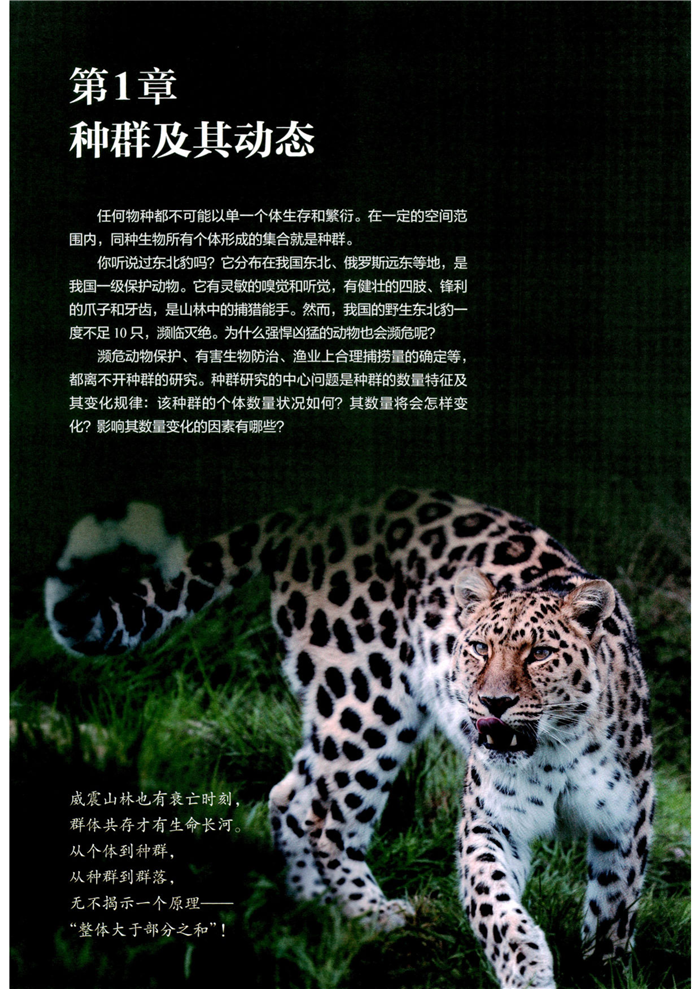 第1章
种群及其动态
任何物种都不可能以单一个体生存和繁衍。在一定的空间范
围内，同种生物所有个体形成的集合就是种群。
你听说过东北豹吗？它分布在我国东北、俄罗斯远东等地，是
我国一级保护动物。它有灵敏的嗅觉和听觉，有健壮的四肢、锋利
的爪子和牙齿，是山林中的捕猎能手。然而，我国的野生东北豹一
度不足 10 只，濒临灭绝。为什么强悍凶猛的动物也会濒危呢？
濒危动物保护、有害生物防治、渔业上合理捕捞量的确定等，
都离不开种群的研究。种群研究的中心问题是种群的数量特征及
其变化规律：该种群的个体数量状况如何？其数量将会怎样变
化？影响其数量变化的因素有哪些？
威震山林也有衰亡时刻，
群体共存才有生命长河。
从个体到种群，
从种群到群落，
无不揭示一个原理——
“整体大于部分之和”！